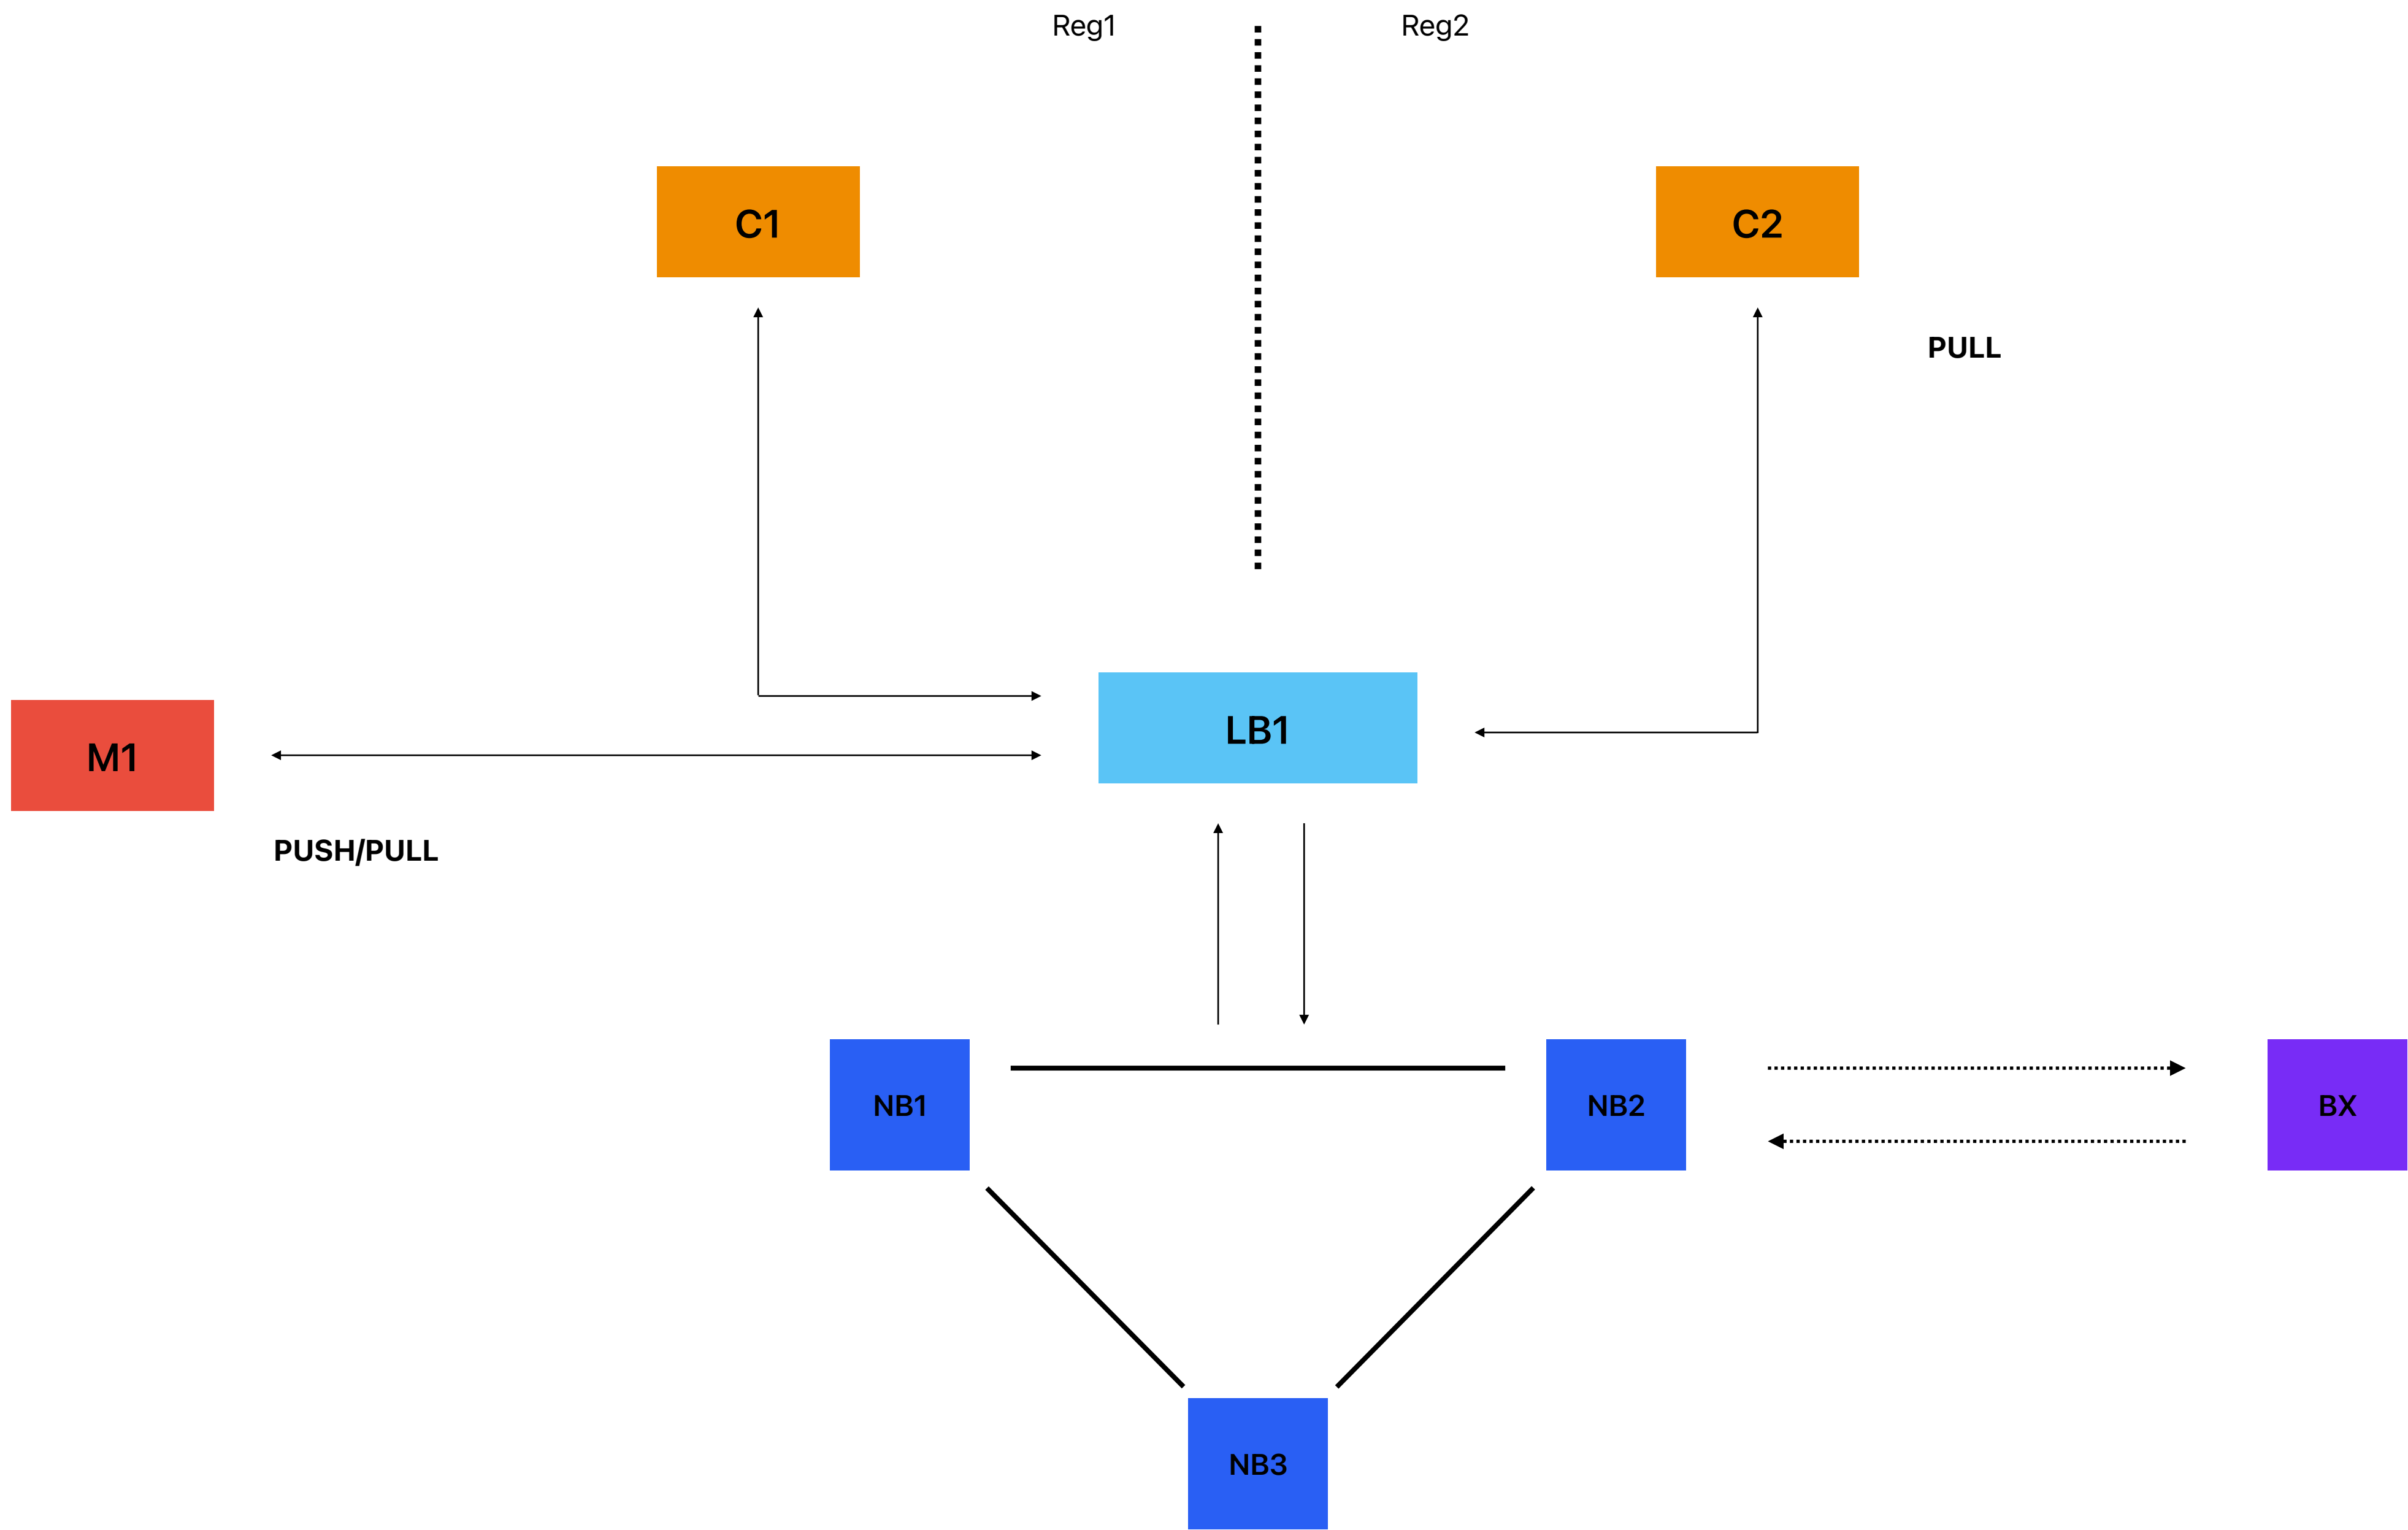 Reg1
Reg2
C1
C2
PULL
LB1
M1
PUSH/PULL
NB1
NB2
BX
NB3